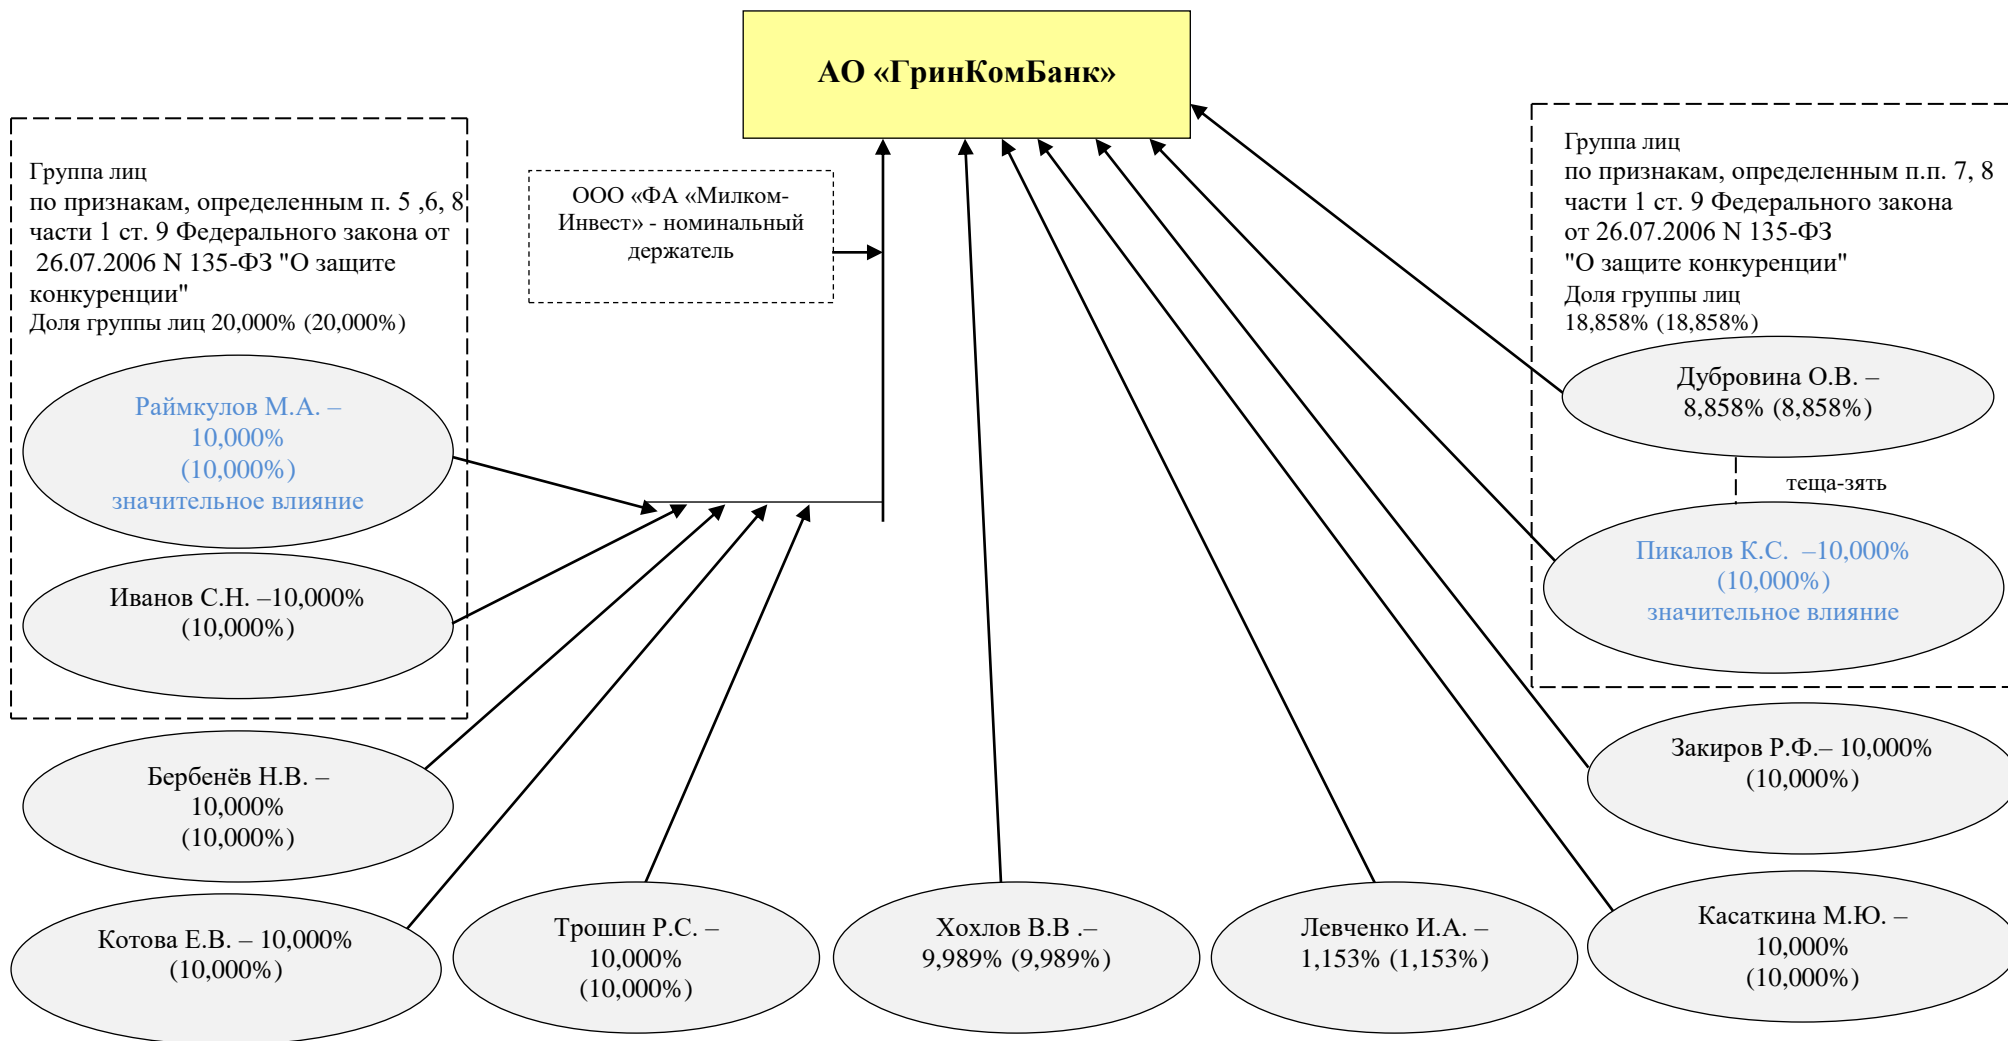 АО «ГринКомБанк»
Группа лиц
по признакам, определенным п. 5 ,6, 8
части 1 ст. 9 Федерального закона от
26.07.2006 N 135-ФЗ "О защите
конкуренции"
Доля группы лиц 20,000% (20,000%)
Раймкулов М.А. –
10,000%
(10,000%)
значительное влияние
Иванов С.Н. –10,000%
(10,000%)
ООО «ФА «Милком-
Инвест» - номинальный
держатель
Группа лиц
по признакам, определенным п.п. 7, 8
части 1 ст. 9 Федерального закона
от 26.07.2006 N 135-ФЗ
"О защите конкуренции"
Доля группы лиц
18,858% (18,858%)
Дубровина О.В. –
8,858% (8,858%)
теща-зять
Пикалов К.С. –10,000%
(10,000%)
значительное влияние
Бербенёв Н.В. –
10,000%
(10,000%)
Закиров Р.Ф.– 10,000%
(10,000%)
Котова Е.В. – 10,000%
(10,000%)
Трошин Р.С. –
10,000%
(10,000%)
Хохлов В.В .–
9,989% (9,989%)
Левченко И.А. –
1,153% (1,153%)
Касаткина М.Ю. –
10,000%
(10,000%)